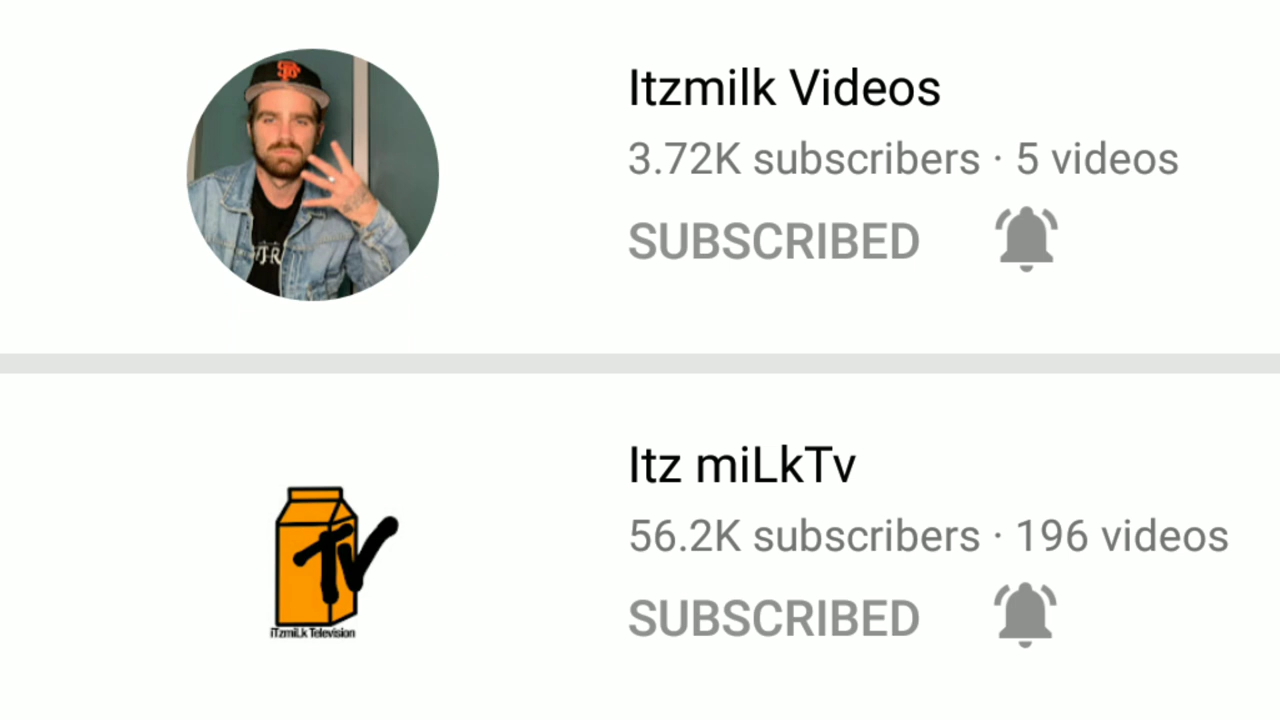 Itzmilk Videos
3.72K subscribers · 5 videos
SUBSCRIBED
Itz miLkTv
56.2K subscribers · 196 videos
SUBSCRIBED
Tv
iTzmiLk Television